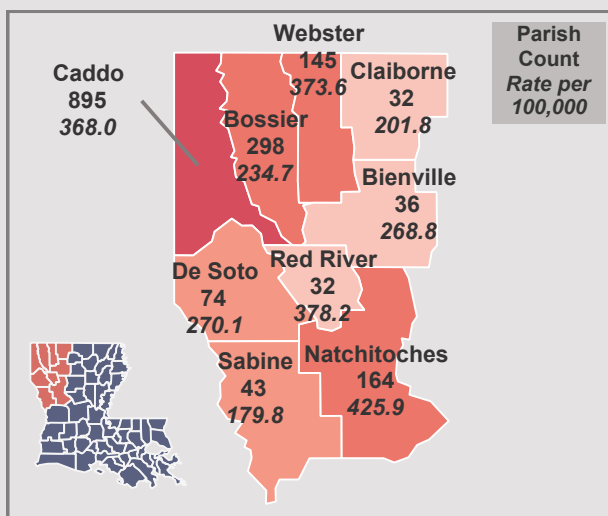 Parish
Count
Rate per
100,000
Webster
145
373.6
Caddo
895
368.0
Claiborne
32
201.8
Bossier
298
234.7
Bienville
36
268.8
De Soto
74
270.1
Red River
32
378.2
Sabine
43
179.8
Natchitoches
164
425.9